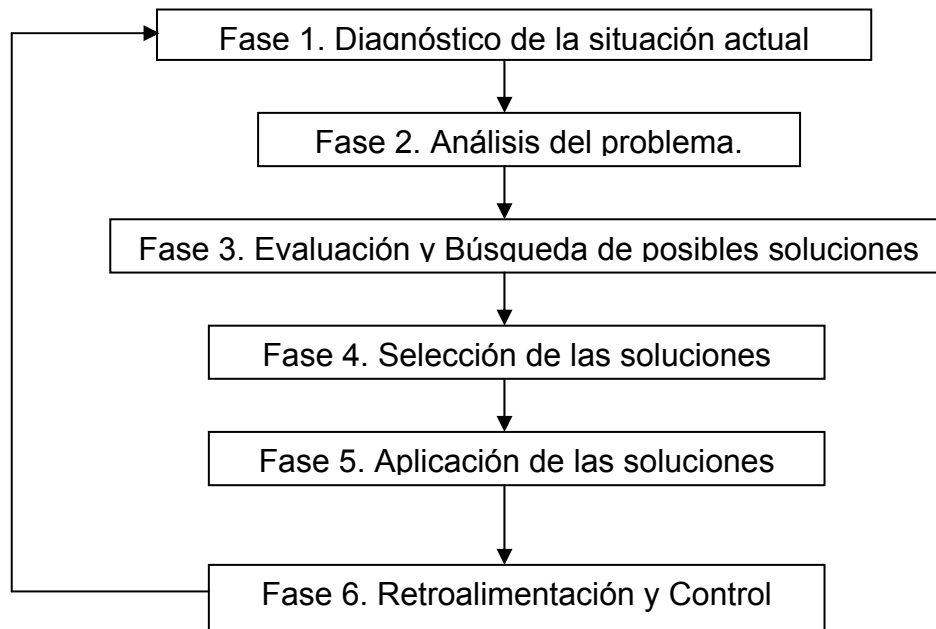 Fase 1. Diagnóstico de la situación actual
Fase 2. Análisis del problema.
Fase 3. Evaluación y Búsqueda de posibles soluciones
Fase 4. Selección de las soluciones
Fase 5. Aplicación de las soluciones
Fase 6. Retroalimentación y Control